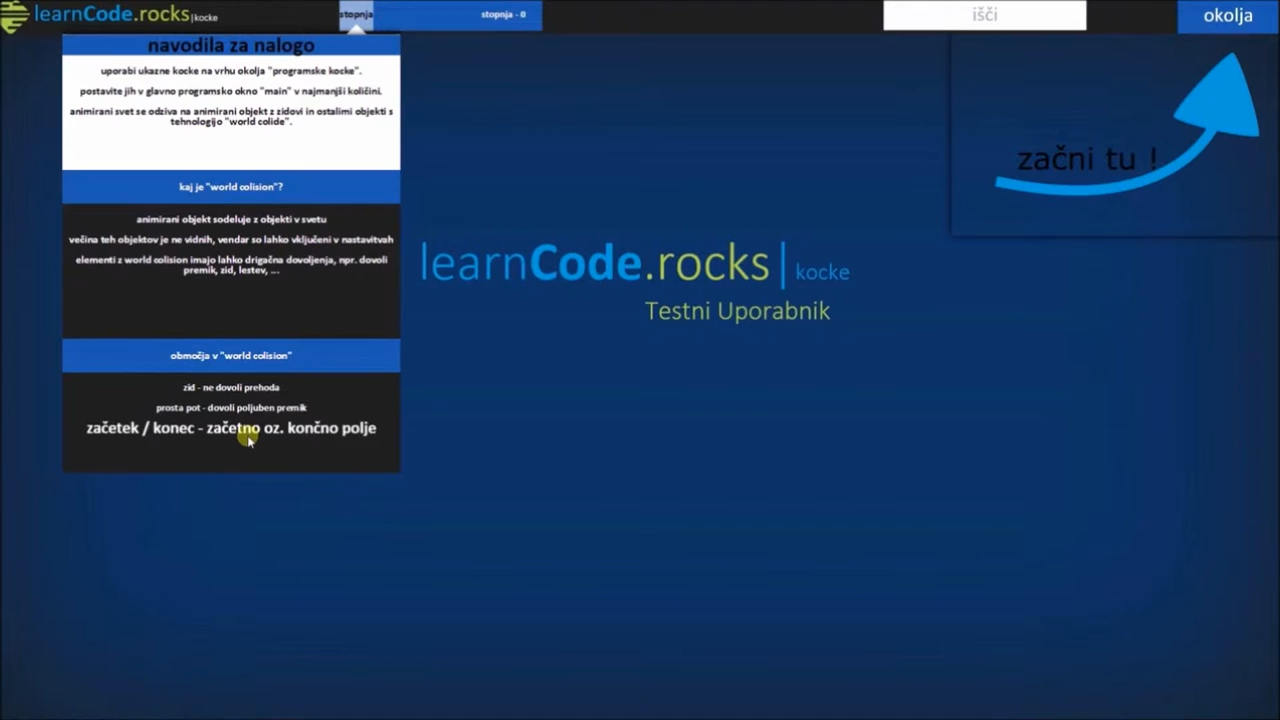 learnCode.rocks|kocke
stopnja
stopnja - 0
išči
okolja
navodila za nalogo
uporabi ukazne kocke na vrhu okolja "programske kocke".
postavite jih v glavno programsko okno "main" v najmanjši količini.
animirani svet se odziva na animirani objekt z zidovi in ostalimi objekti s
tehnologijo "world colide".
kaj je "world colision"?
animirani objekt sodeluje z objekti v svetu
večina teh objektov je ne vidnih, vendar so lahko vključeni v nastavitvah
elementi z world colision imajo lahko drigačna dovoljenja, npr. dovoli
premik, zid, lestev, ...
območja v "world colision"
zid - ne dovoli prehoda
prosta pot - dovoli poljuben premik
začetek / konec - začetno oz. končno polje
začni tu !
learnCode.rocks|kocke
Testni Uporabnik